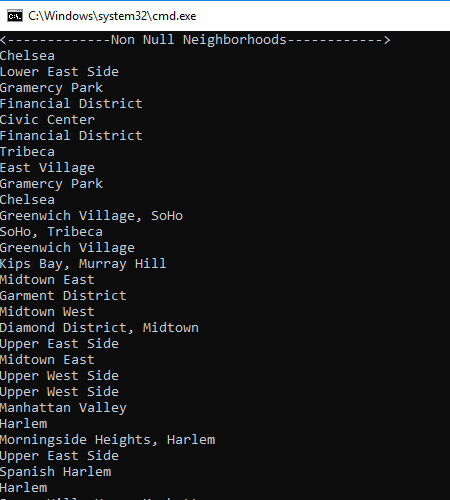 C:\Windows\system32\cmd.exe
<-------------Non Null Neighborhoods------------>
Chelsea
Lower East Side
Gramercy Park
Financial District
Civic Center
Financial District
Tribeca
East Village
Gramercy Park
Chelsea
Greenwich Village, SoHo
SoHo, Tribeca
Greenwich Village
Kips Bay, Murray Hill
Midtown East
Garment District
Midtown West
Diamond District, Midtown
Upper East Side
Midtown East
Upper West Side
Upper West Side
Manhattan Valley
Harlem
Morningside Heights, Harlem
Upper East Side
Spanish Harlem
Harlem